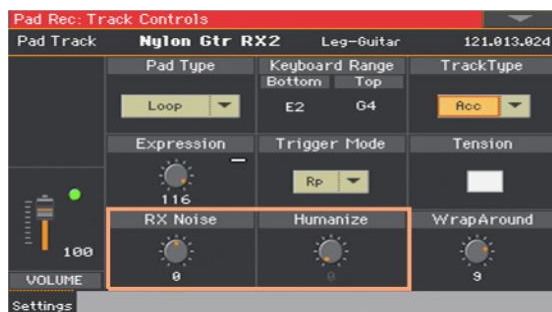 Pad Rec: Track Controls
Pad Track Nylon Gtr RX2 Leg-Guitar 121.013.024
Pad Type Keyboard Range TrackType
Bottom Top
Loop E2 G4 Acc
Expression Trigger Mode Tension
Rp
116
RX Noise Humanize WrapAround
100
0 0 9
VOLUME
Settings